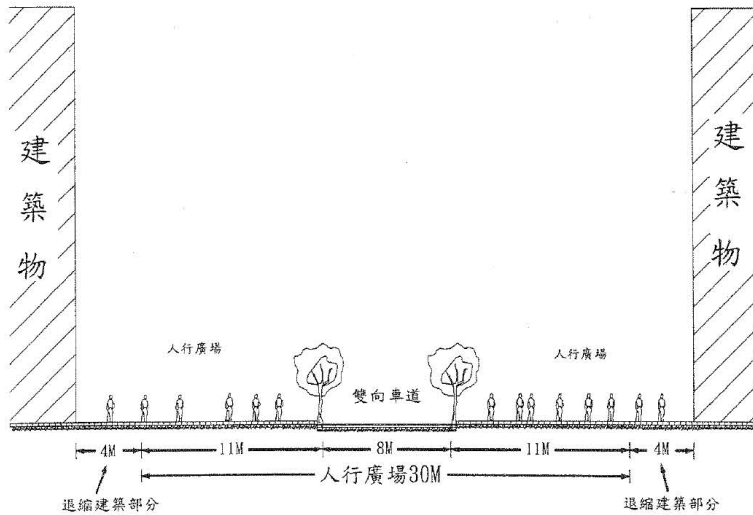 建築物
建築物
人行廣場
人行廣場
雙向車道
4M
11M
8M
11M
4M
人行廣場30M
退縮建築部分
退縮建築部分